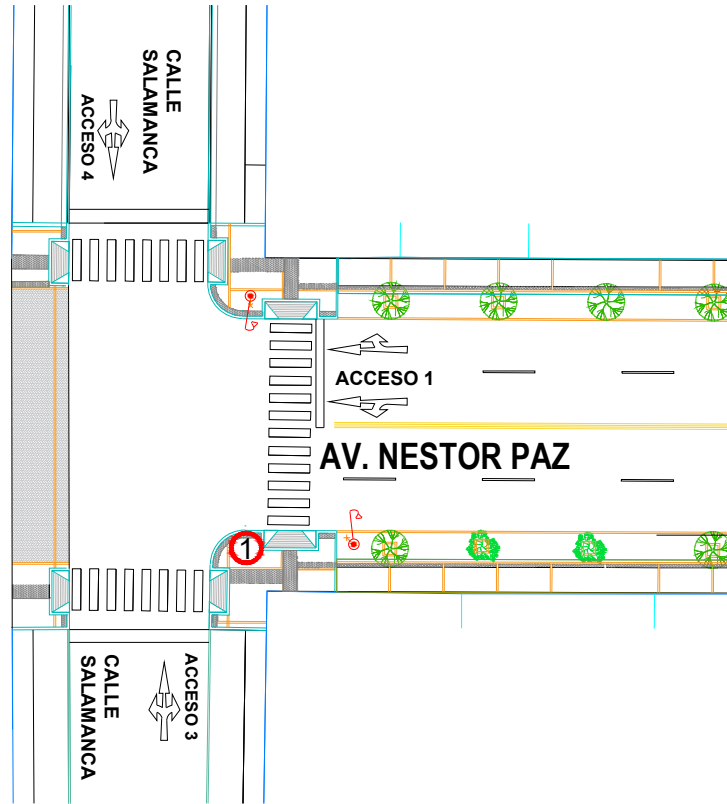 CALLE
SALAMANCA
ACCESO 4
ACCESO 1
AV. NESTOR PAZ
1
ACCESO 3
CALLE
SALAMANCA